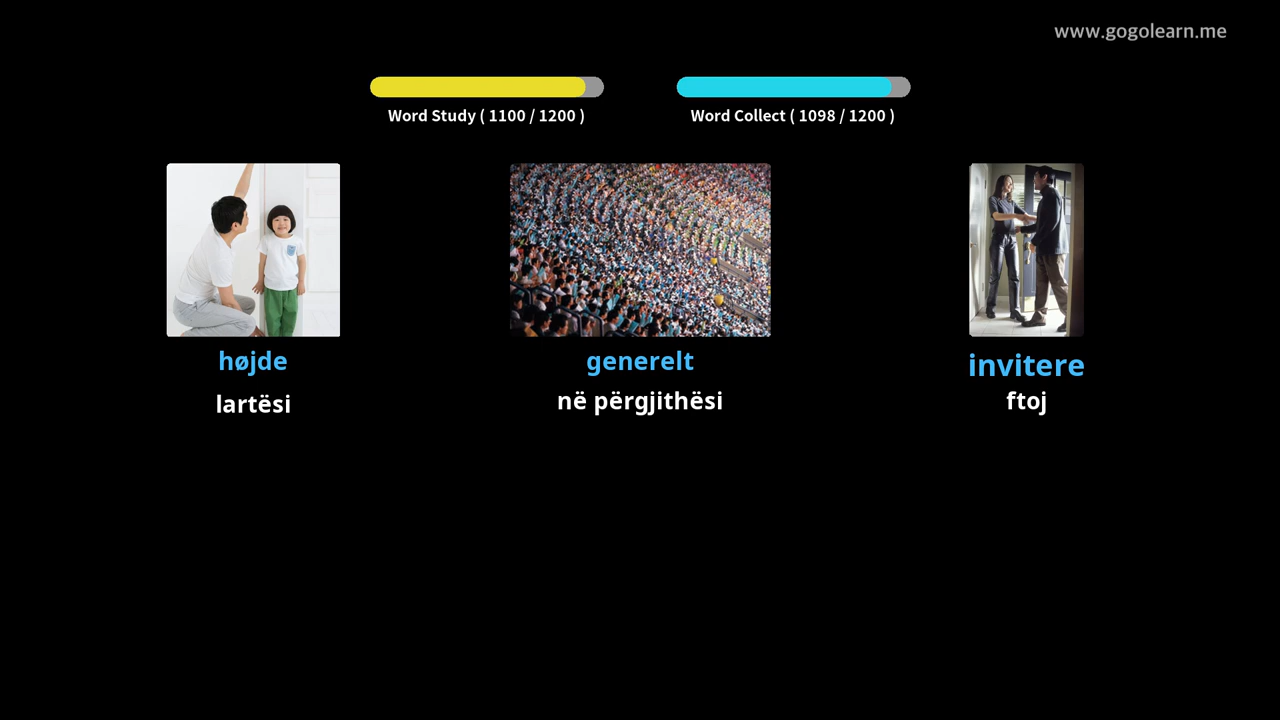 www.gogolearn.me
Word Study ( 1100 / 1200 )
Word Collect ( 1098 / 1200 )
højde
generelt
invitere
lartësi
në përgjithësi
ftoj